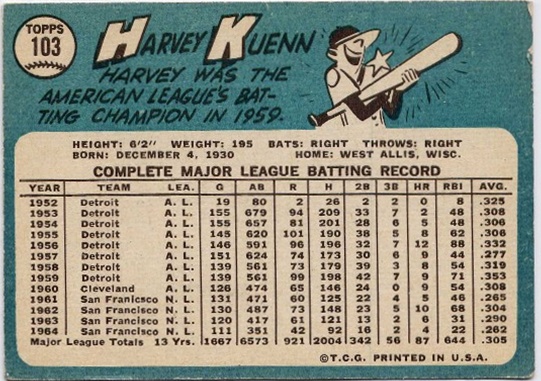 TOPPS
103
HARVEY KUENN
HARVEY WAS THE
AMERICAN LEAGUE'S BAT-
TING CHAMPION IN 1959.
HEIGHT: 6'2" WEIGHT: 195 BATS: RIGHT THROWS: RIGHT
BORN: DECEMBER 4, 1930 HOME: WEST ALLIS, WISC.
COMPLETE MAJOR LEAGUE BATTING RECORD
YEAR TEAM LEA. G AB R H 2B 3B HR RBI AVG.
1952 Detroit A. L. 19 80 2 26 2 2 0 8 .325
1953 Detroit A. L. 155 679 94 209 33 7 2 48 .308
1954 Detroit A. L. 155 657 81 201 28 6 5 48 .306
1955 Detroit A. L. 145 620 101 190 38 5 8 62 .306
1956 Detroit A. L. 146 591 96 196 32 7 12 88 .332
1957 Detroit A. L. 151 624 74 173 30 6 9 44 .277
1958 Detroit A. L. 139 561 73 179 39 3 8 54 .319
1959 Detroit A. L. 139 561 99 198 42 7 9 71 .353
1960 Cleveland A. L. 126 474 65 146 24 0 9 54 .308
1961 San Francisco N. L. 131 471 60 125 22 4 5 46 .265
1962 San Francisco N. L. 130 487 73 148 23 5 10 68 .304
1963 San Francisco N. L. 120 417 61 121 13 2 6 31 .290
1964 San Francisco N. L. 111 351 42 92 16 2 4 22 .262
Major League Totals 13 Yrs. 1667 6573 921 2004 342 56 87 644 .305
©T.C.G. PRINTED IN U.S.A.